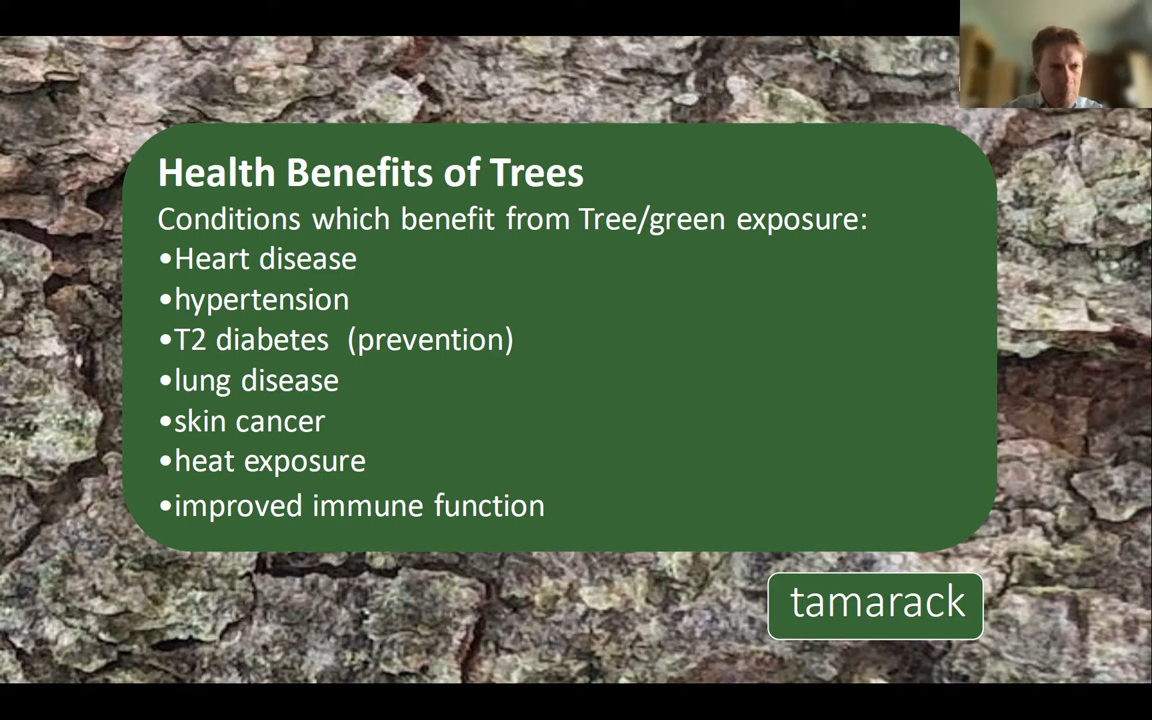 Health Benefits of Trees
Conditions which benefit from Tree/green exposure:
•Heart disease
•hypertension
•T2 diabetes  (prevention)
•lung disease
•skin cancer
•heat exposure
•improved immune function
tamarack